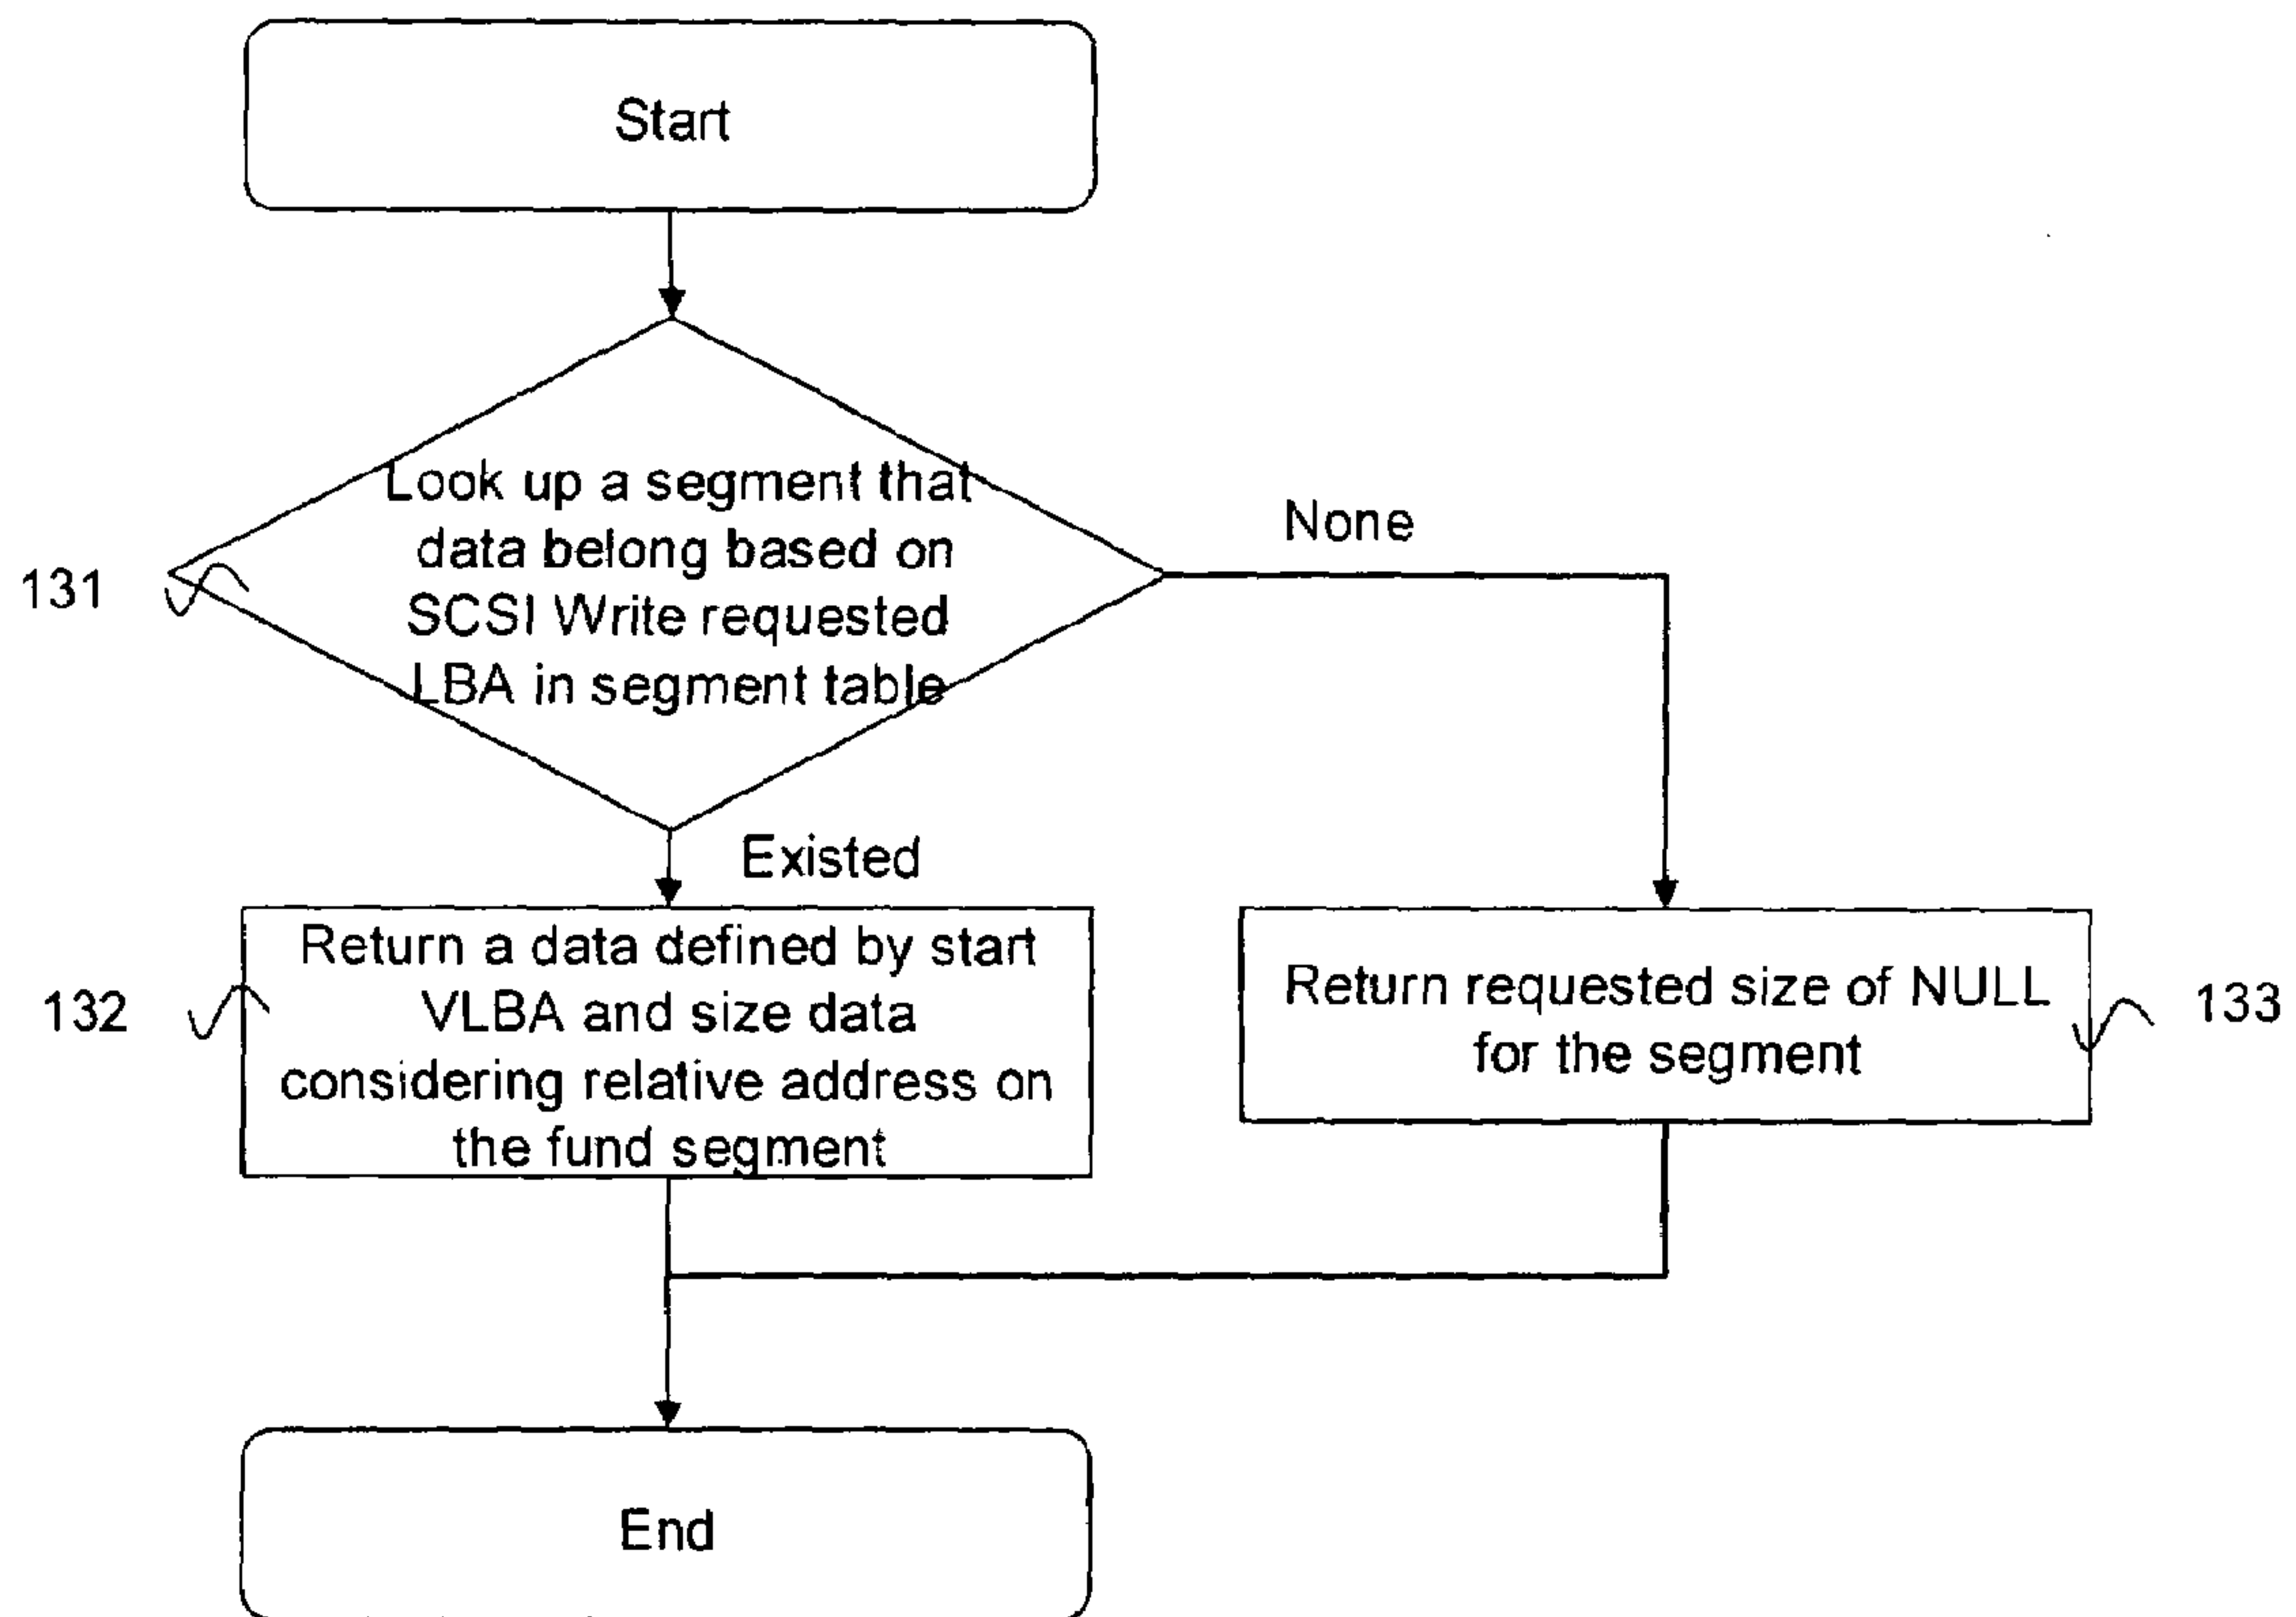 Start
Look up a segment that
data belong based on
SCSI Write requested
LBA in segment table
None
131
Existed
Return a data defined by start
VLBA and size data
considering relative address on
the fund segment
132
Return requested size of NULL
for the segment
133
End